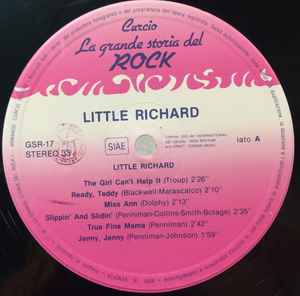 Curcio
La grande storia del
ROCK
LITTLE RICHARD
GSR-17
STEREO 33
SIAE
lato A
LITTLE RICHARD
The Girl Can't Help It (Troup) 2'26"
Ready, Teddy (Blackwell-Marascalco) 2'10"
Miss Ann (Dolphy) 2'13"
Slippin' And Slidin' (Penniman-Collins-Smith-Bocage) 2'35"
True Fine Mama (Penniman) 2'42"
Jenny, Jenny (Penniman-Johnson) 1'59"